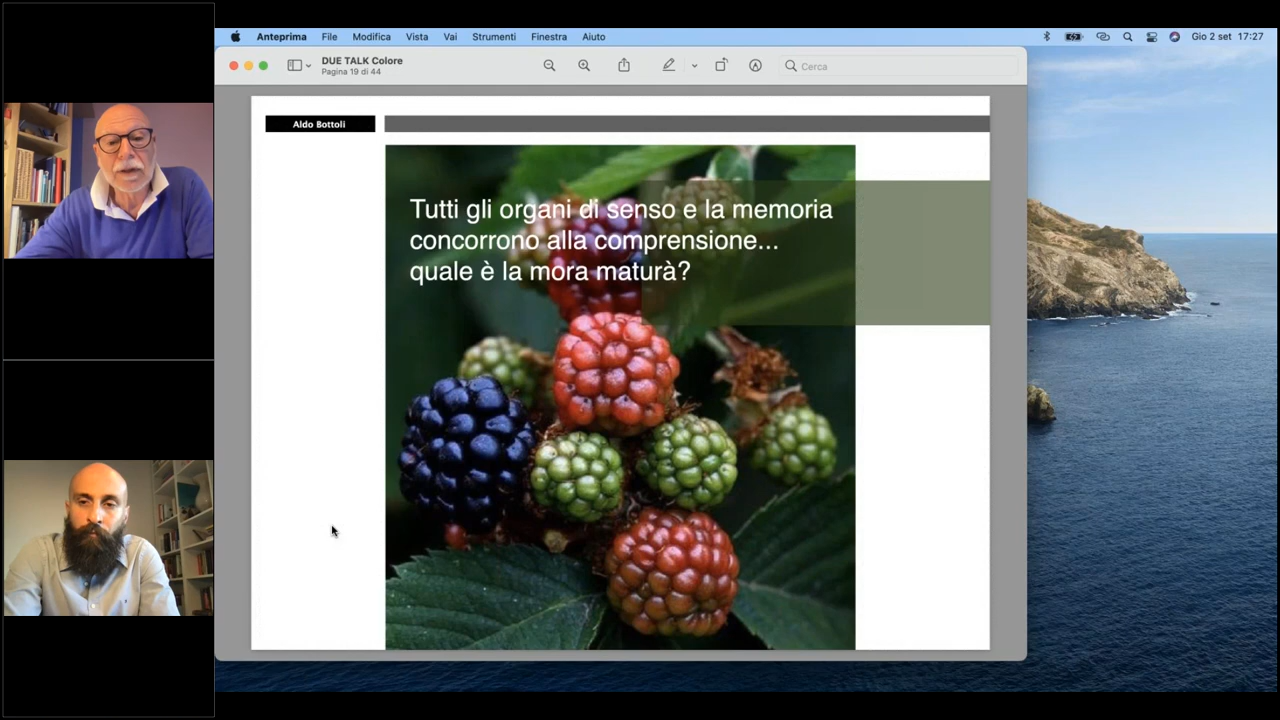 Anteprima File Modifica Vista Vai Strumenti Finestra Aiuto Gio 2 set 17:27
DUE TALK Colore
Pagina 19 di 44
Cerca
Aldo Bottoli
Tutti gli organi di senso e la memoria
concorrono alla comprensione...
quale è la mora maturà?